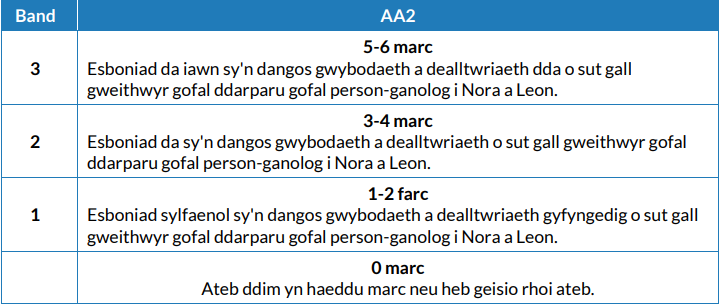 Band AA2
5-6 marc
3 Esboniad da iawn sy'n dangos gwybodaeth a dealltwriaeth dda o sut gall
gweithwyr gofal ddarparu gofal person-ganolog i Nora a Leon.
3-4 marc
2 Esboniad da sy'n dangos gwybodaeth a dealltwriaeth o sut gall gweithwyr gofal
ddarparu gofal person-ganolog i Nora a Leon.
1-2 farc
1 Esboniad sylfaenol sy'n dangos gwybodaeth a dealltwriaeth gyfyngedig o sut gall
gweithwyr gofal ddarparu gofal person-ganolog i Nora a Leon.
0 marc
Ateb ddim yn haeddu marc neu heb geisio rhoi ateb.